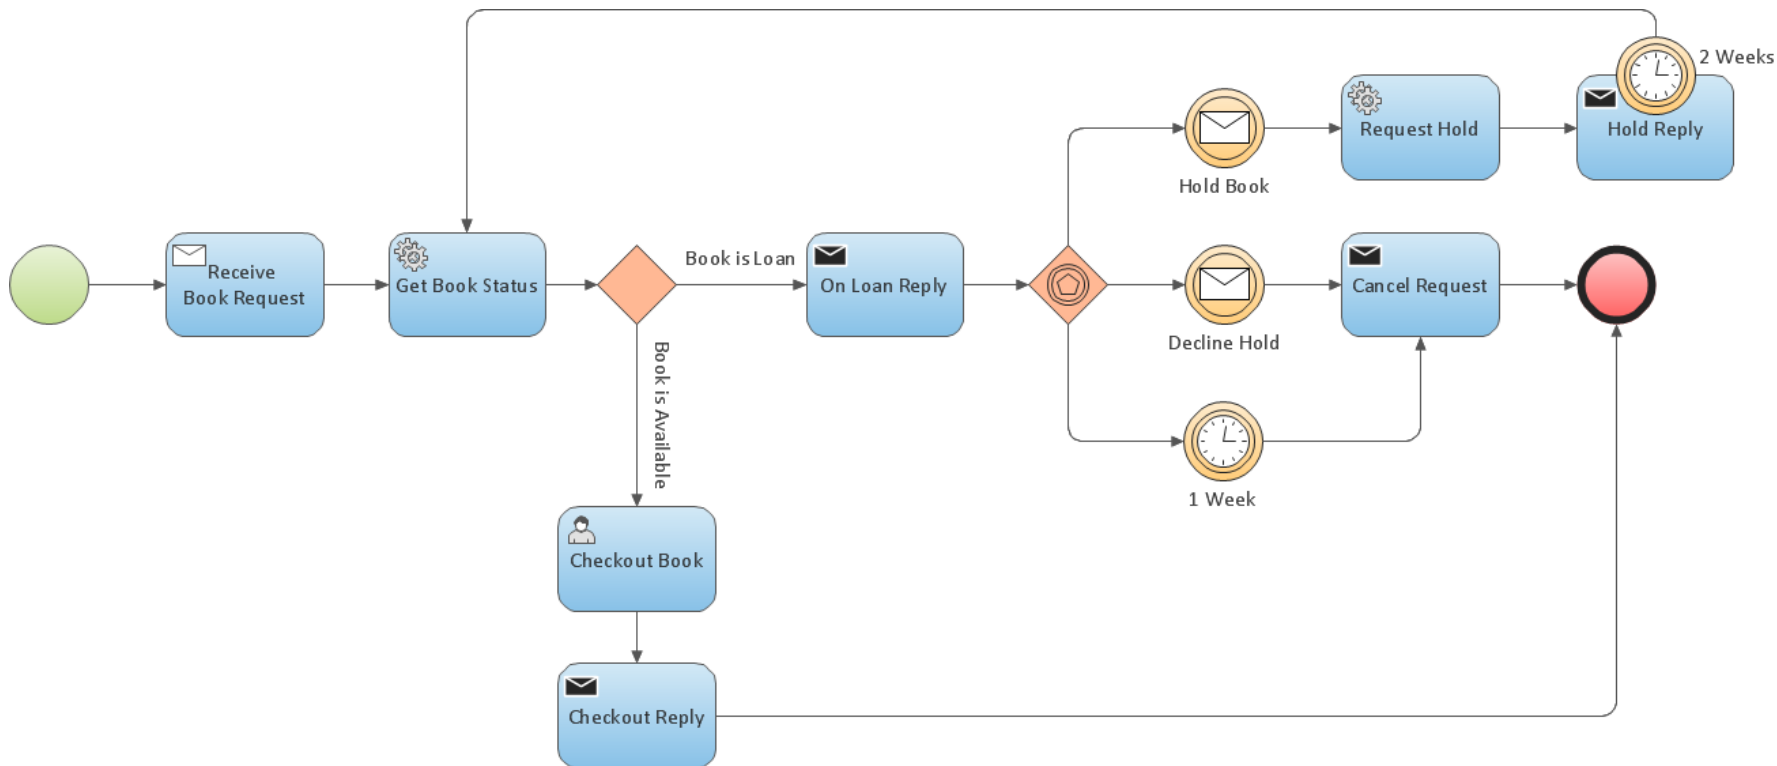 2 Weeks
Request Hold
Hold Reply
Hold Book
Receive
Book Request
Get Book Status
Book is Loan
On Loan Reply
Cancel Request
Decline Hold
Book is Available
1 Week
Checkout Book
Checkout Reply